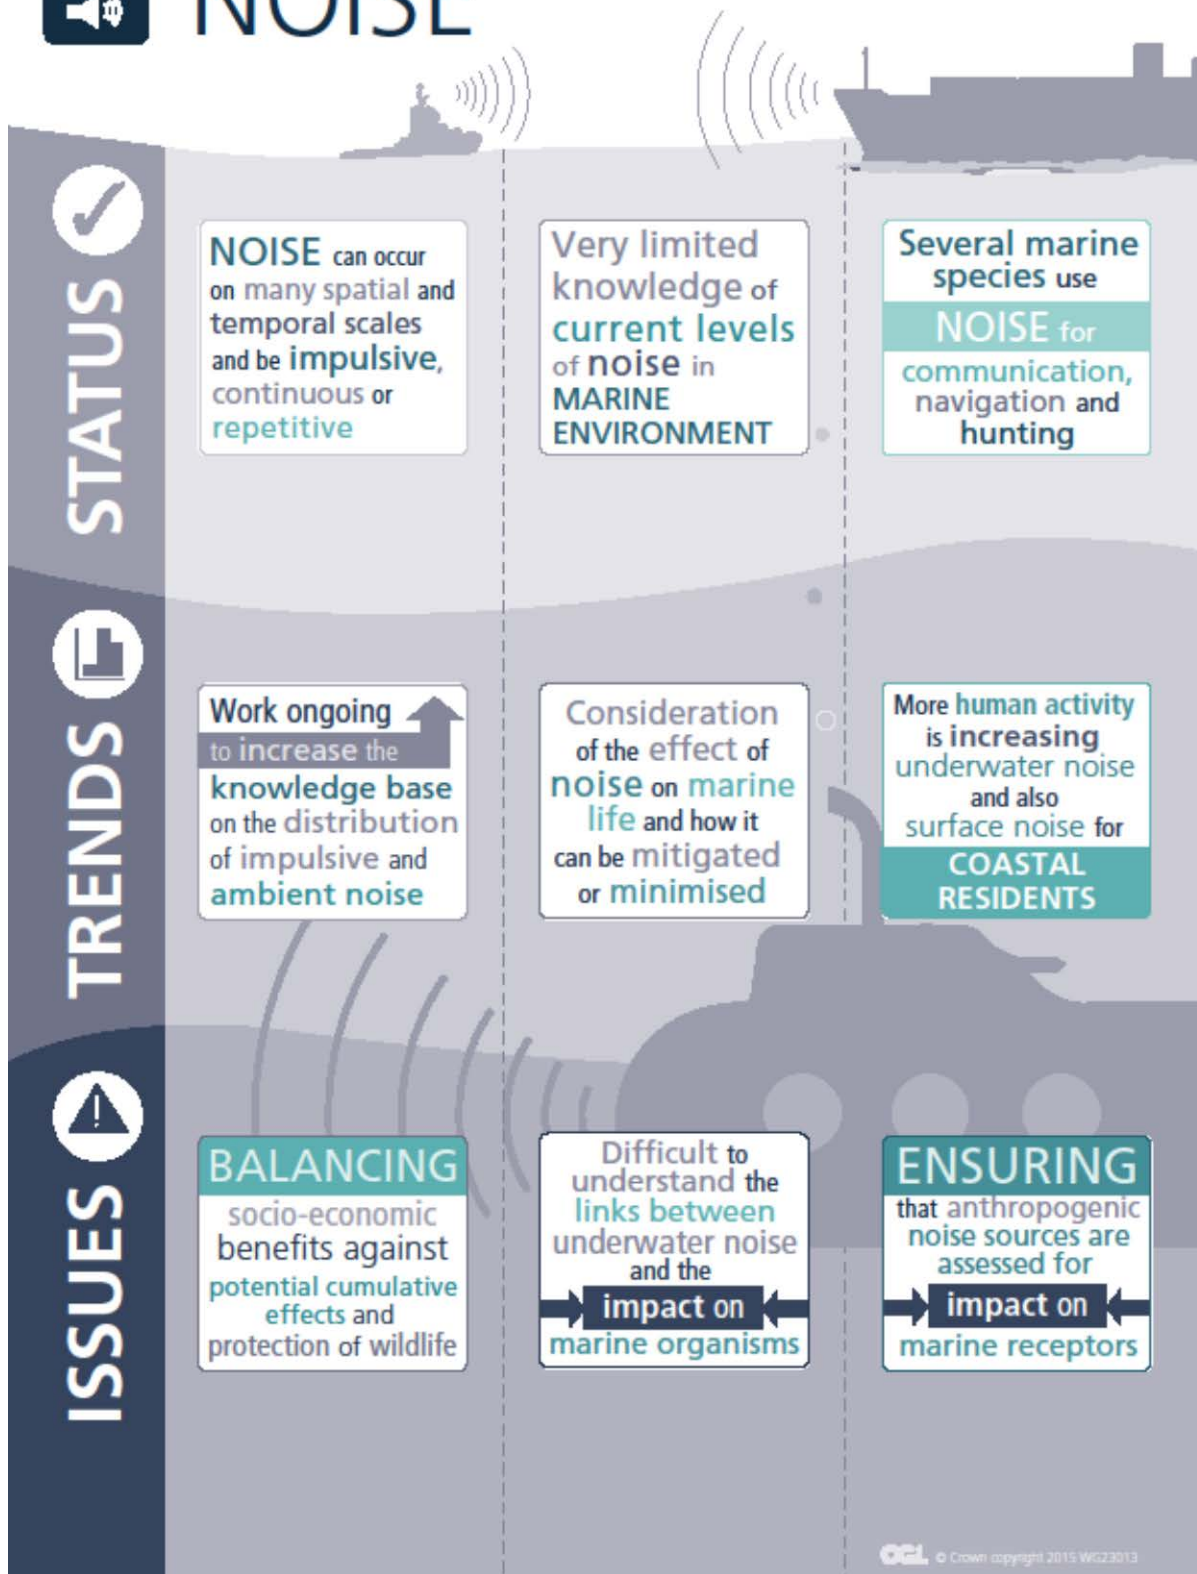 NOISE
STATUS
NOISE can occur
on many spatial and
temporal scales
and be impulsive,
continuous or
repetitive
Very limited
knowledge of
current levels
of noise in
MARINE
ENVIRONMENT
Several marine
species use
NOISE for
communication,
navigation and
hunting
TRENDS
Work ongoing
to increase the
knowledge base
on the distribution
of impulsive and
ambient noise
Consideration
of the effect of
noise on marine
life and how it
can be mitigated
or minimised
More human activity
is increasing
underwater noise
and also
surface noise for
COASTAL
RESIDENTS
ISSUES
BALANCING
socio-economic
benefits against
potential cumulative
effects and
protection of wildlife
Difficult to
understand the
links between
underwater noise
and the
impact on
marine organisms
ENSURING
that anthropogenic
noise sources are
assessed for
impact on
marine receptors
OGL © Crown copyright 2015 WG23013